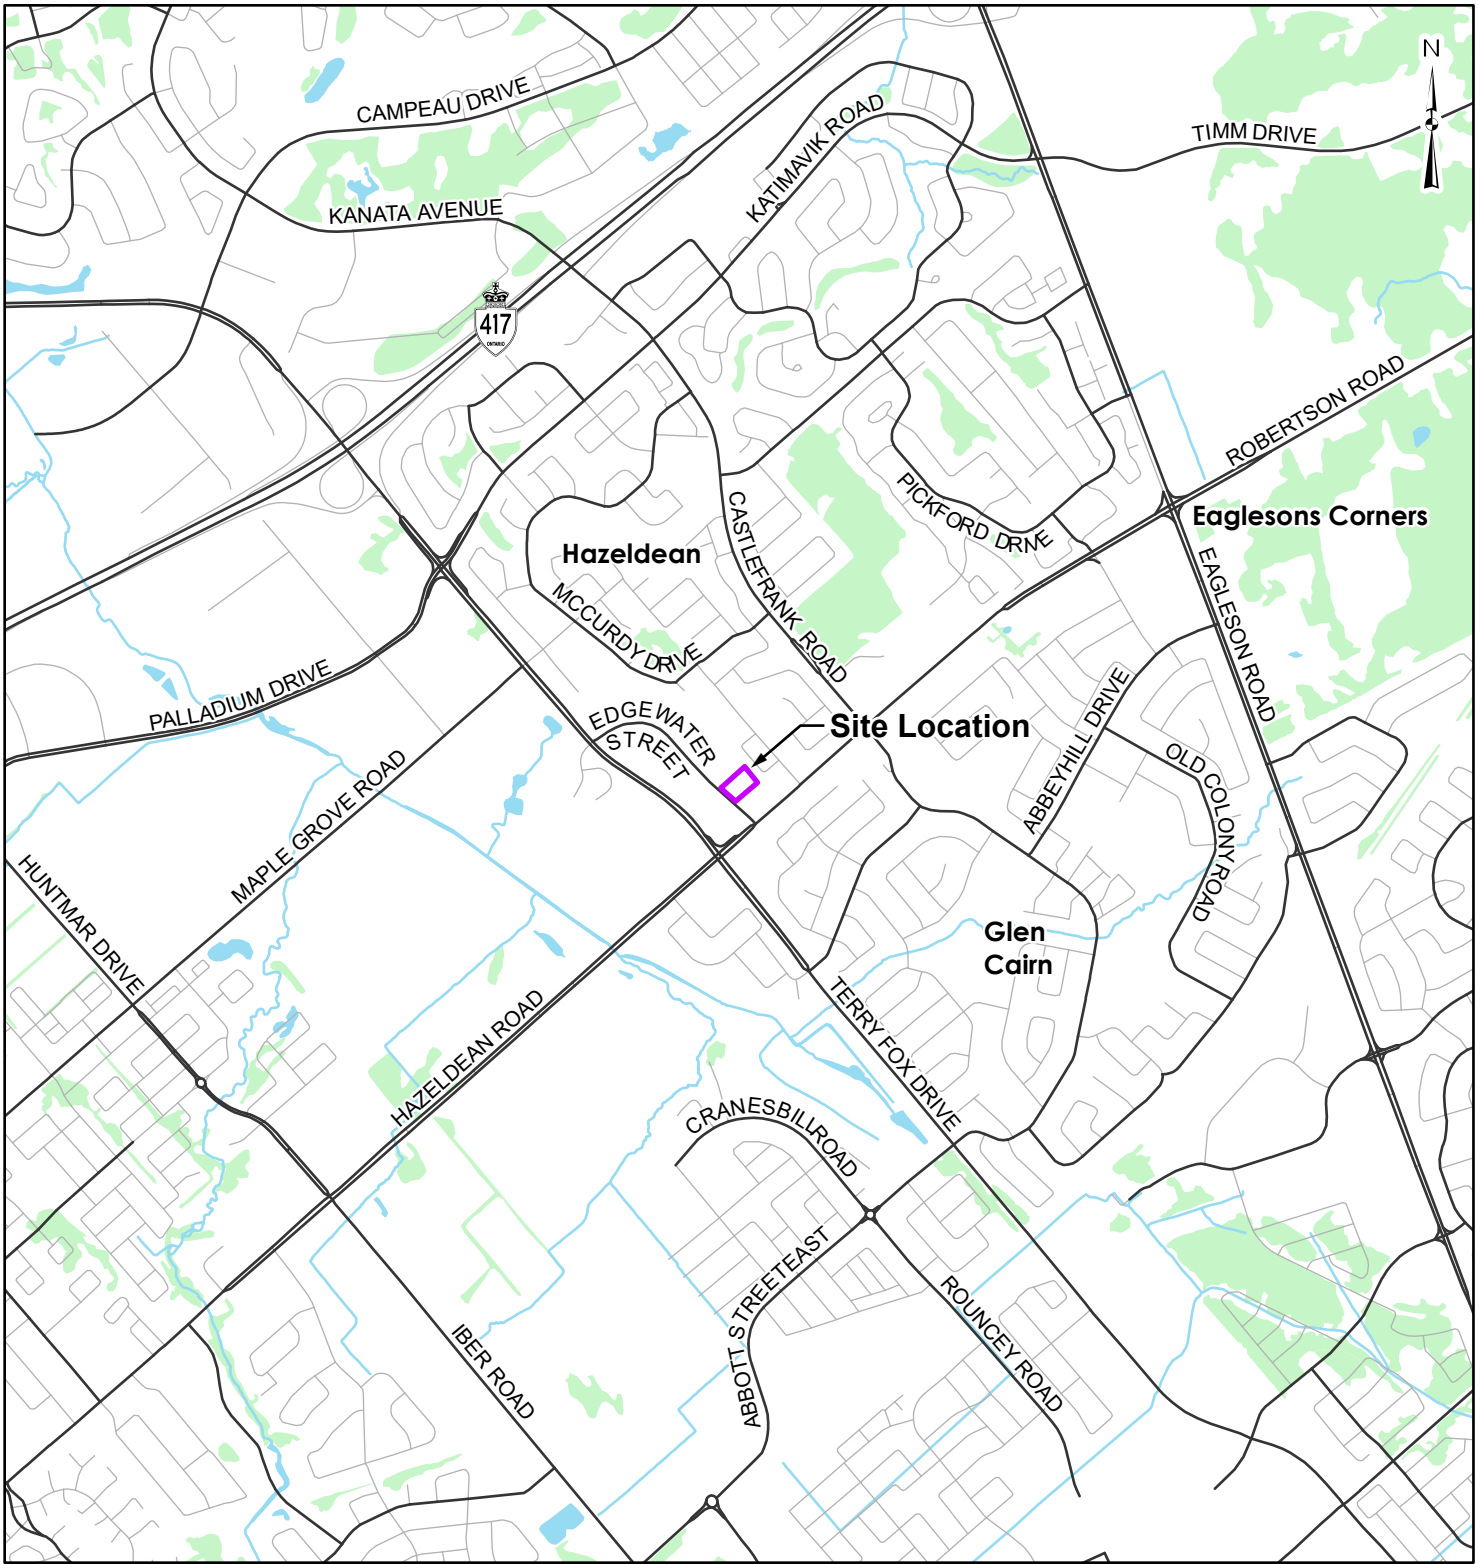 N
CAMPEAU DRIVE
KATIMAVIK ROAD
TIMM DRIVE
KANATA AVENUE
417
ONTARIO
ROBERTSON ROAD
PICKFORD DRIVE
Eaglesons Corners
CASTLEFRANK ROAD
Hazeldean
EAGLESON ROAD
MCCURDY DRIVE
PALLADIUM DRIVE
EDGEWATER
STREET
Site Location
ABBEYHILL DRIVE
OLD COLONY ROAD
MAPLE GROVE ROAD
HUNTMAR DRIVE
Glen
Cairn
TERRY FOX DRIVE
HAZELDEAN ROAD
CRANESBILL ROAD
ABBOTT STREET EAST
ROUNCEY ROAD
IBER ROAD